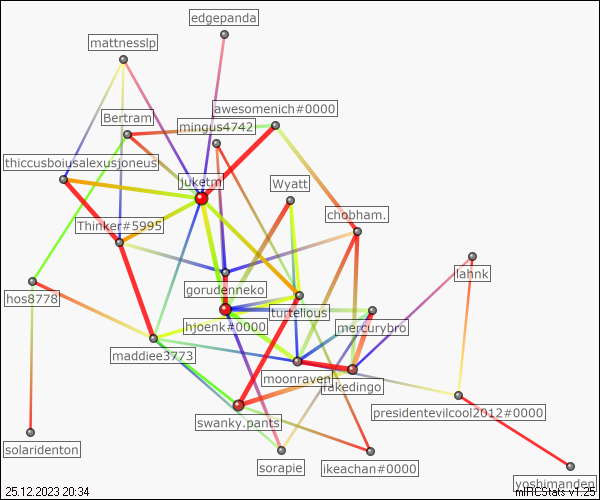 edgepanda
mattnesslp
awesomenich#0000
Bertram
mingus4742
thiccusboiusalexusjoneus
juketm
Wyatt
chobham.
Thinker#5995
lahnk
gorudenneko
hos8778
turtelious
hjoenk#0000
mercurybro
maddiee3773
moonraven
rakedingo
presidentevilcool2012#0000
swanky.pants
solaridenton
sorapie
ikeachan#0000
yoshimanden
25.12.2023 20:34
mIRCStats v1.25